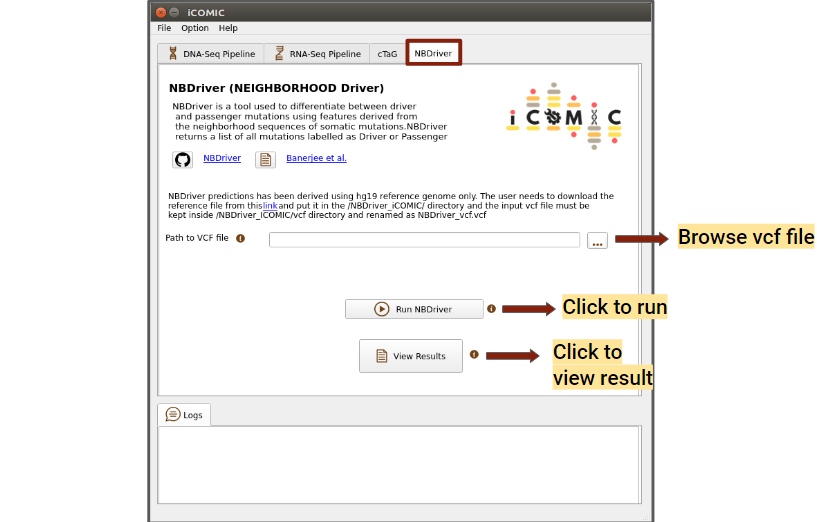 iCOMIC
File Option Help
DNA-Seq Pipeline RNA-Seq Pipeline cTaG NBDriver
NBDriver (NEIGHBORHOOD Driver)
NBDriver is a tool used to differentiate between driver
and passenger mutations using features derived from
the neighborhood sequences of somatic mutations.NBDriver
returns a list of all mutations labelled as Driver or Passenger
iCOMIC
NBDriver Banerjee et al.
NBDriver predictions has been derived using hg19 reference genome only. The user needs to download the
reference file from thislinkand put it in the /NBDriver_iCOMIC/ directory and the input vcf file must be
kept inside /NBDriver_ICOMIC/vcf directory and renamed as NBDriver_vcf.vcf
Path to VCF file i ... Browse vcf file
Run NBDriver i Click to run
View Results i Click to
view result
Logs